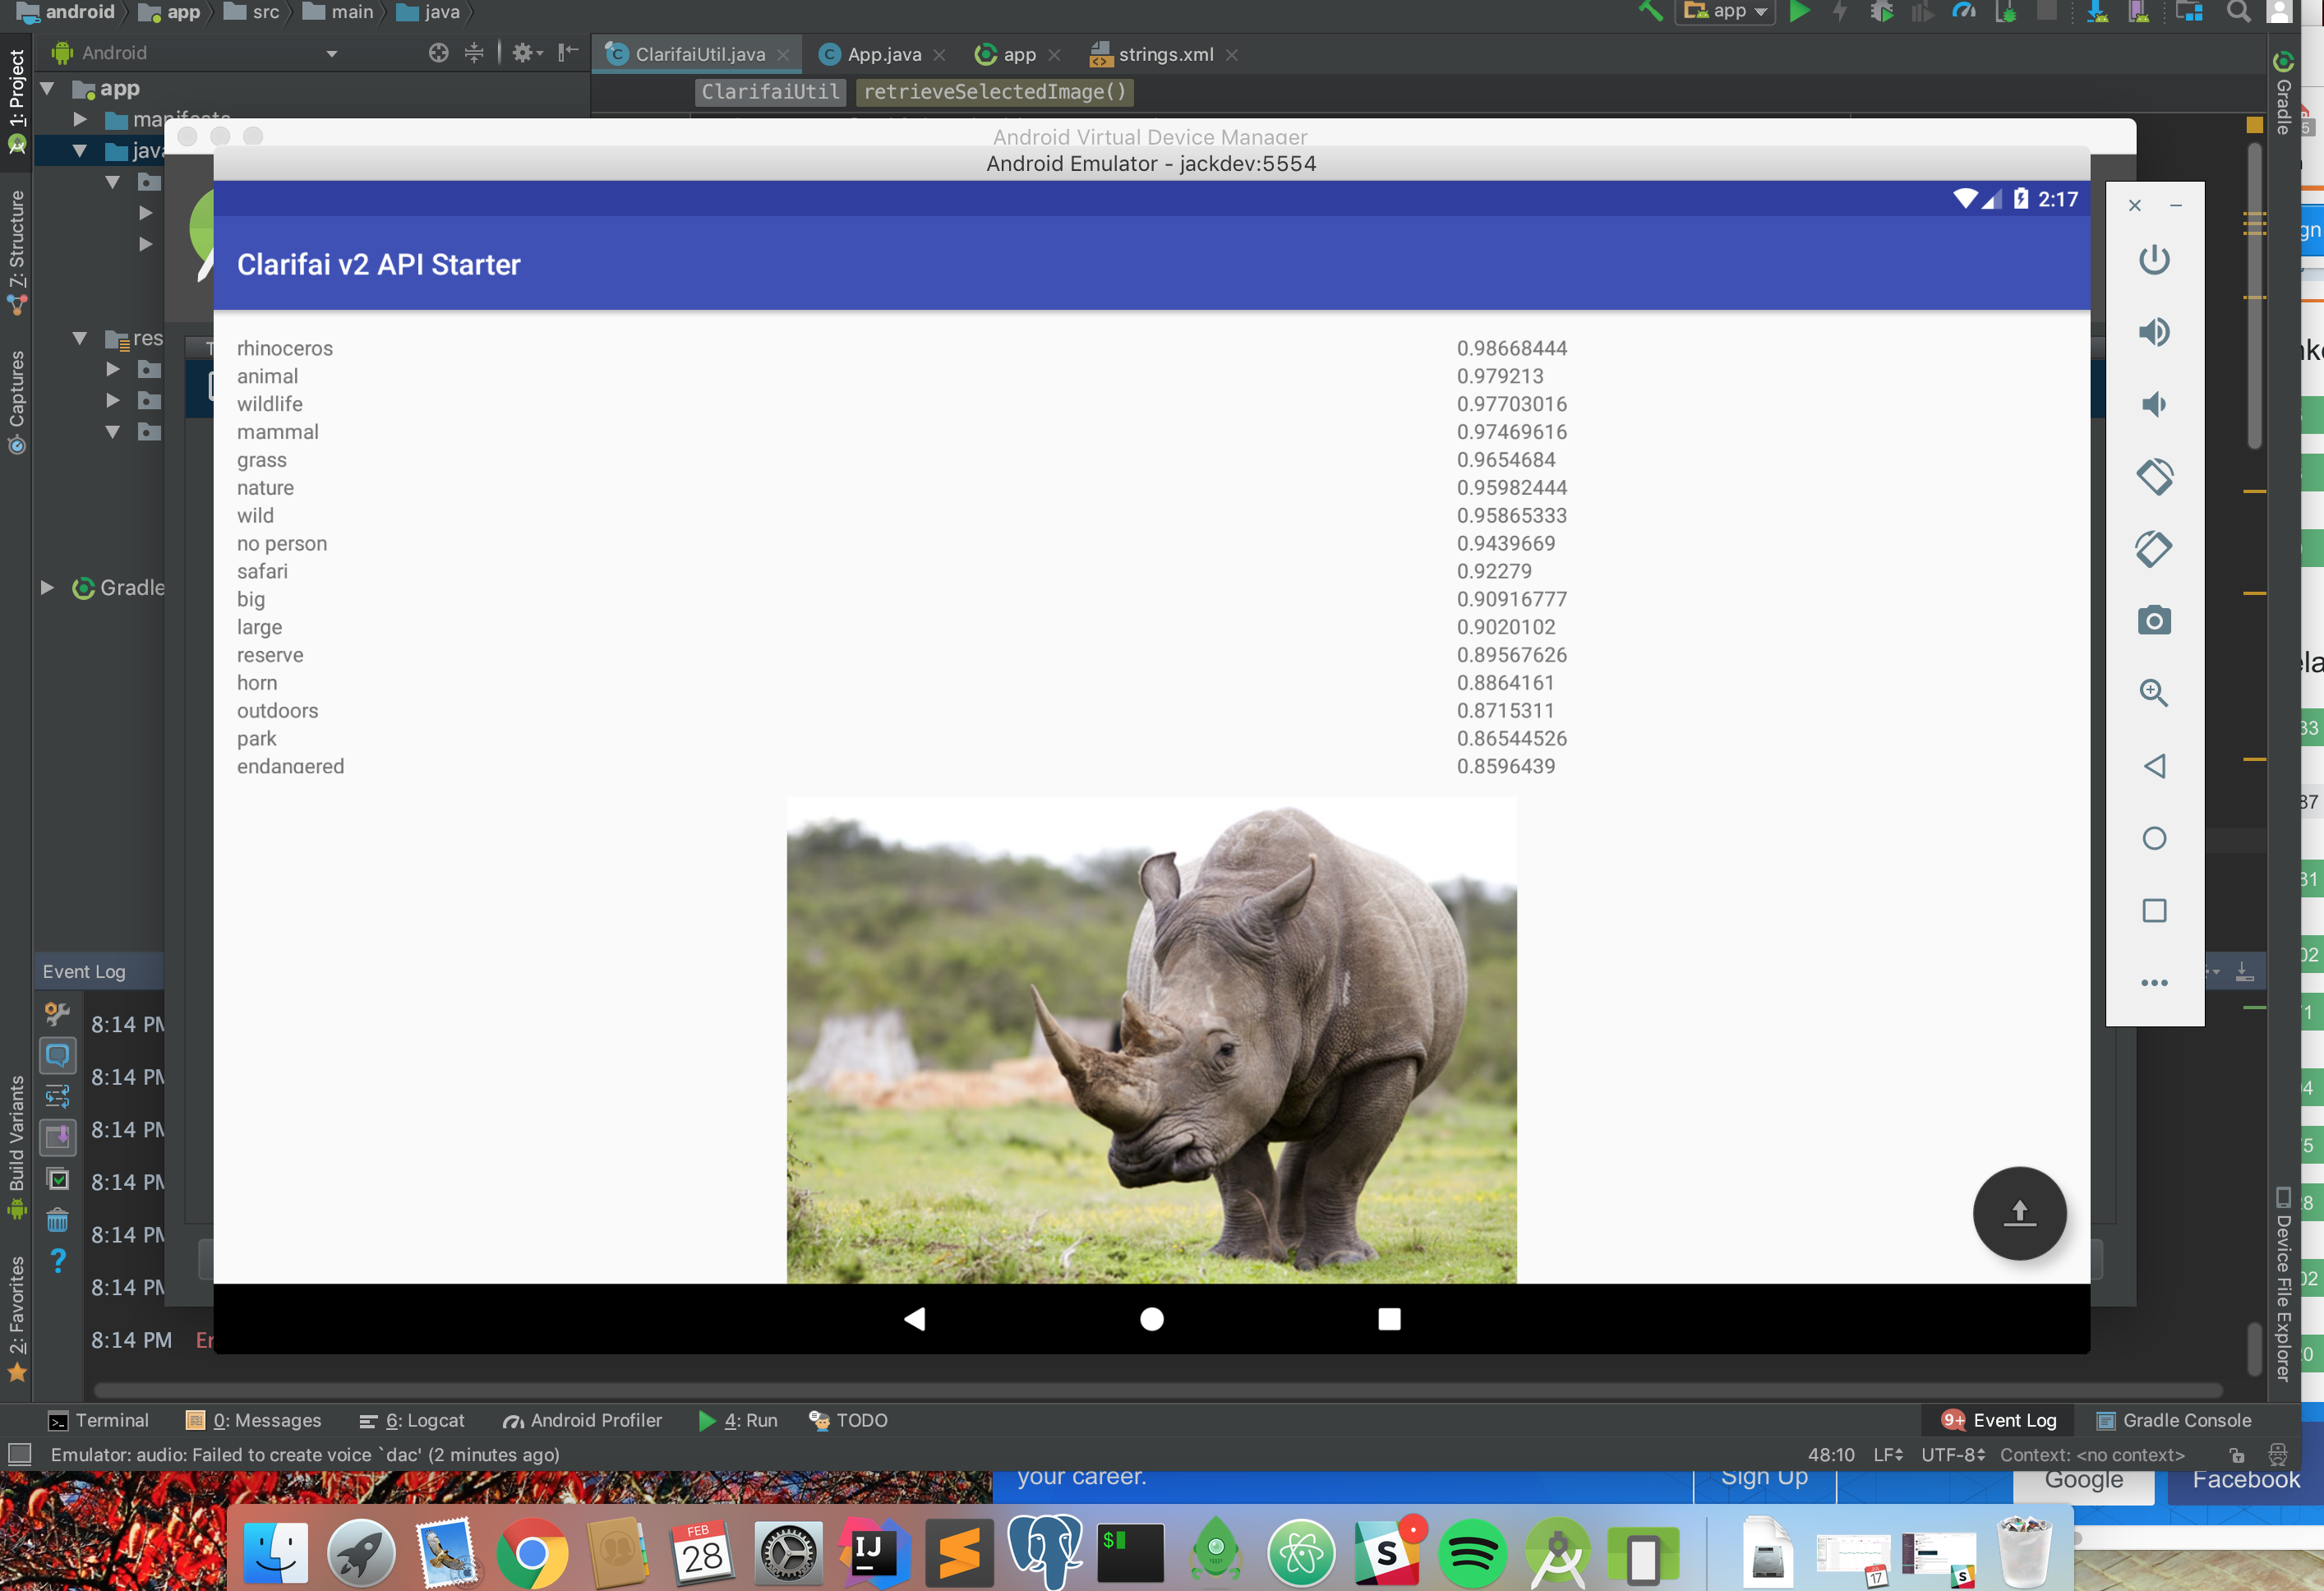 android app src main java
app
Android
ClarifaiUtil.java App.java app strings.xml
1: Project
7: Structure
Captures
Build Variants
2: Favorites
Gradle
Device File Explorer
app
ClarifaiUtil retrieveSelectedImage()
res
Gradle
Android Virtual Device Manager
Android Emulator - jackdev:5554
2:17
Clarifai v2 API Starter
rhinoceros 0.98668444
animal 0.979213
wildlife 0.97703016
mammal 0.97469616
grass 0.9654684
nature 0.95982444
wild 0.95865333
no person 0.9439669
safari 0.92279
big 0.90916777
large 0.9020102
reserve 0.89567626
horn 0.8864161
outdoors 0.8715311
park 0.86544526
endangered 0.8596439
Event Log
8:14 PM
8:14 PM
8:14 PM
8:14 PM
8:14 PM
8:14 PM
8:14 PM Er
Terminal 0: Messages 6: Logcat Android Profiler 4: Run TODO 9+ Event Log Gradle Console
Emulator: audio: Failed to create voice `dac' (2 minutes ago) 48:10 LF UTF-8 Context: <no context>
your career. Sign Up Google Facebook
FEB
28
IJ
$
S
17
S